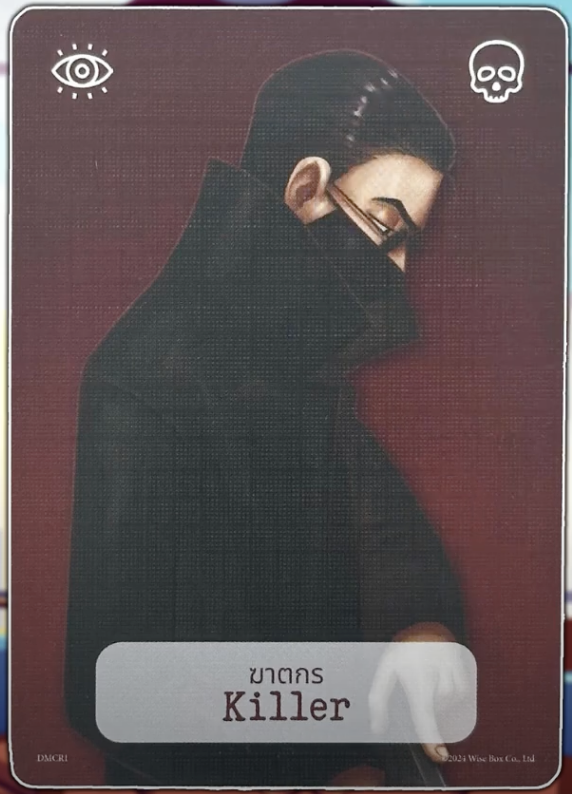 ฆาตกร
Killer
DMCR1
©2024 Wise Box Co., Ltd